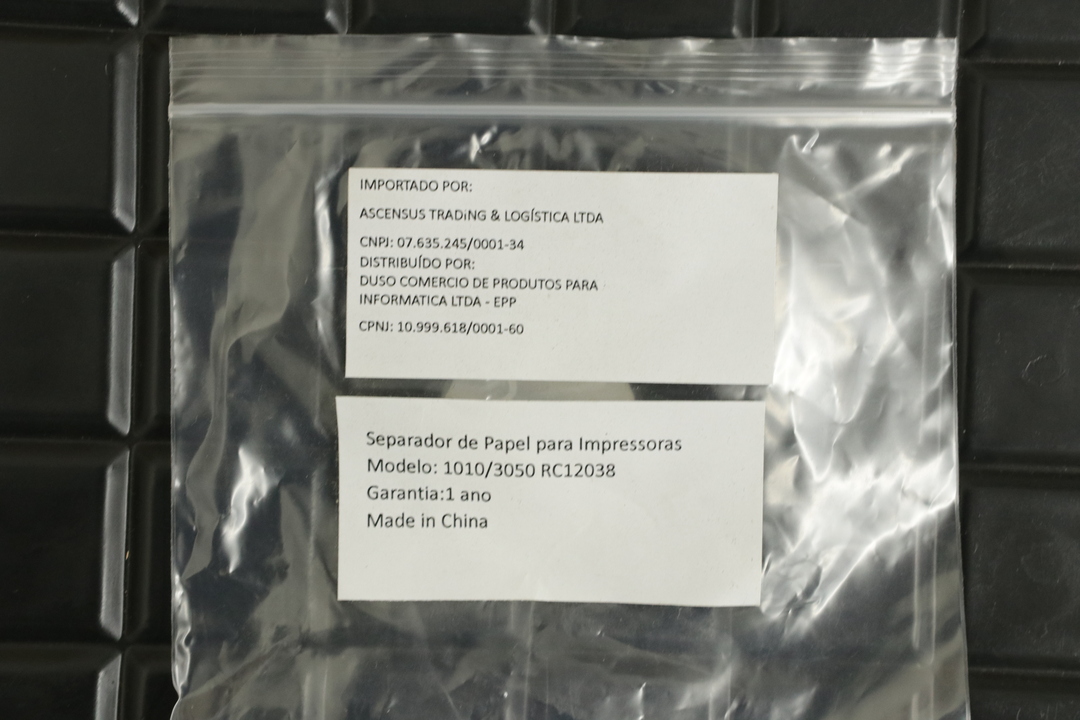 IMPORTADO POR:
ASCENSUS TRADiNG & LOGÍSTICA LTDA
CNPJ: 07.635.245/0001-34
DISTRIBUÍDO POR:
DUSO COMERCIO DE PRODUTOS PARA
INFORMATICA LTDA - EPP
CPNJ: 10.999.618/0001-60
Separador de Papel para Impressoras
Modelo: 1010/3050 RC12038
Garantia:1 ano
Made in China